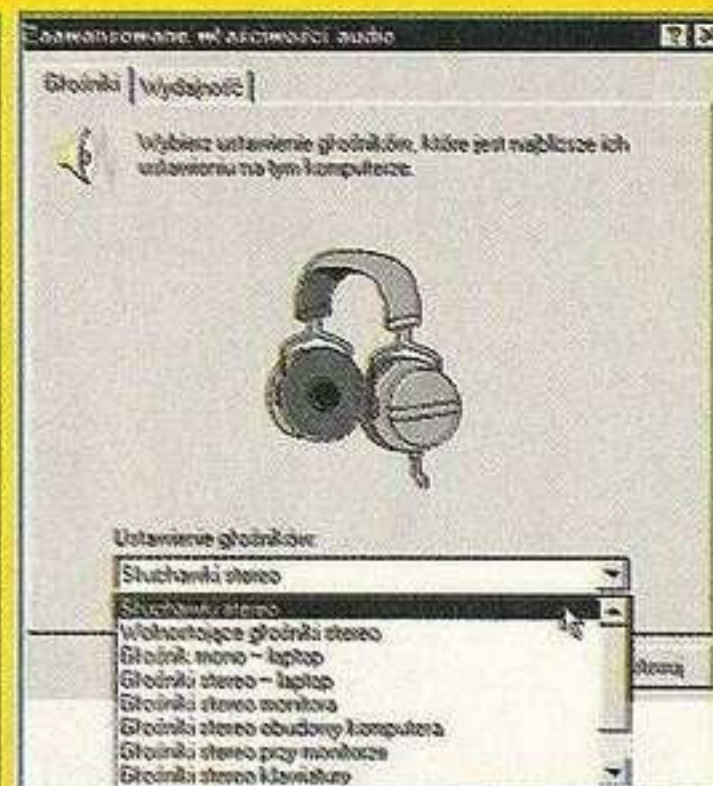 Zaawansowane właściwości audio
Głośniki
Wydajność
Wybierz ustawienie głośników, które jest najbliższe ich
ustawieniu na tym komputerze.
Ustawienie głośników:
Słuchawki stereo
Słuchawki stereo
Wolnostojące głośniki stereo
Głośnik mono – laptop
Głośniki stereo – laptop
Głośniki stereo monitora
Głośniki stereo obudowy komputera
Głośniki stereo przy monitorze
Głośniki stereo klawiatury